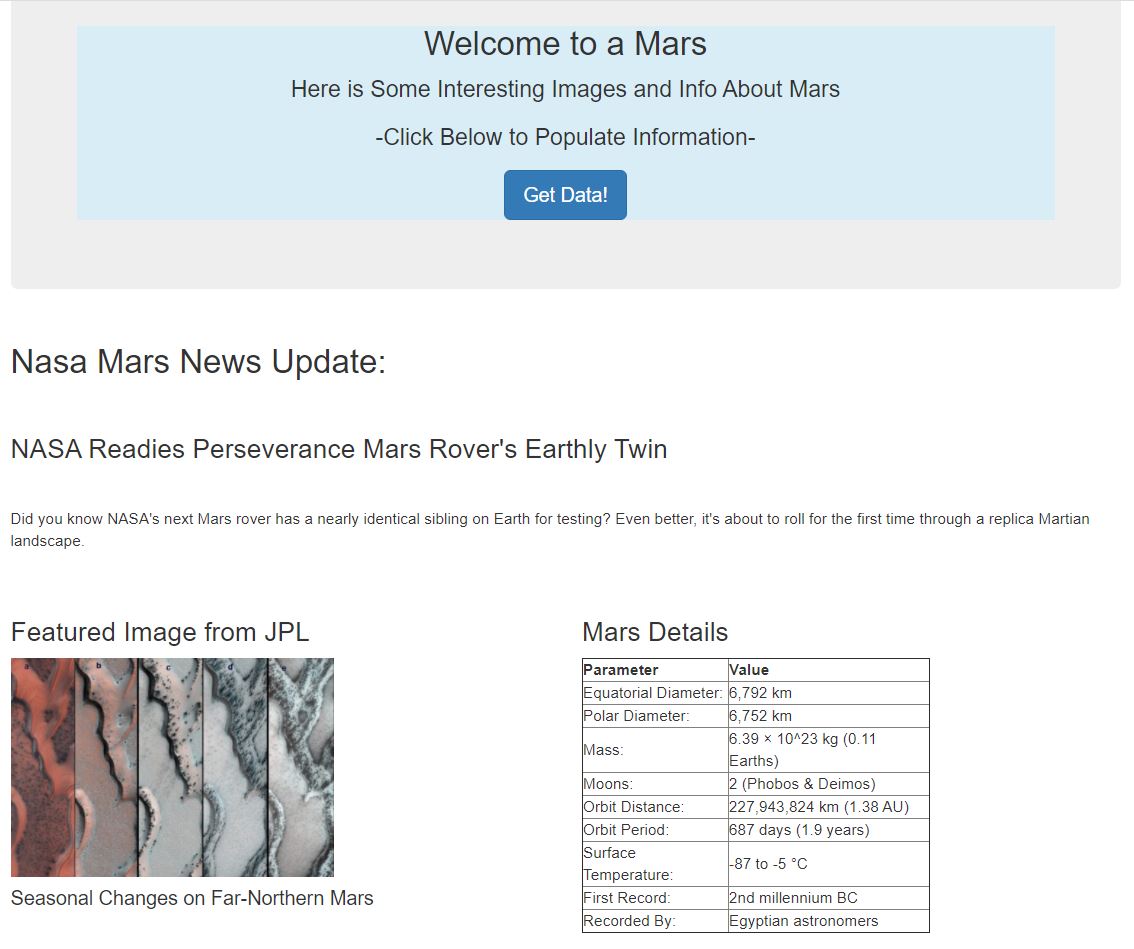 Welcome to a Mars
Here is Some Interesting Images and Info About Mars
-Click Below to Populate Information-
Get Data!
Nasa Mars News Update:
NASA Readies Perseverance Mars Rover's Earthly Twin
Did you know NASA's next Mars rover has a nearly identical sibling on Earth for testing? Even better, it's about to roll for the first time through a replica Martian
landscape.
Featured Image from JPL
a b c d e
Seasonal Changes on Far-Northern Mars
Mars Details
Parameter Value
Equatorial Diameter: 6,792 km
Polar Diameter: 6,752 km
Mass: 6.39 × 10^23 kg (0.11
Earths)
Moons: 2 (Phobos & Deimos)
Orbit Distance: 227,943,824 km (1.38 AU)
Orbit Period: 687 days (1.9 years)
Surface
Temperature: -87 to -5 °C
First Record: 2nd millennium BC
Recorded By: Egyptian astronomers